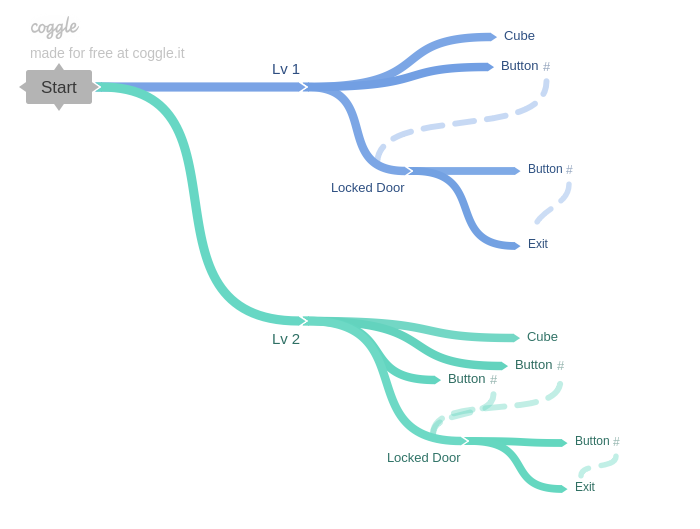 coggle
made for free at coggle.it
Start
Lv 1
Cube
Button #
Locked Door
Button #
Exit
Lv 2
Cube
Button #
Button #
Locked Door
Button #
Exit